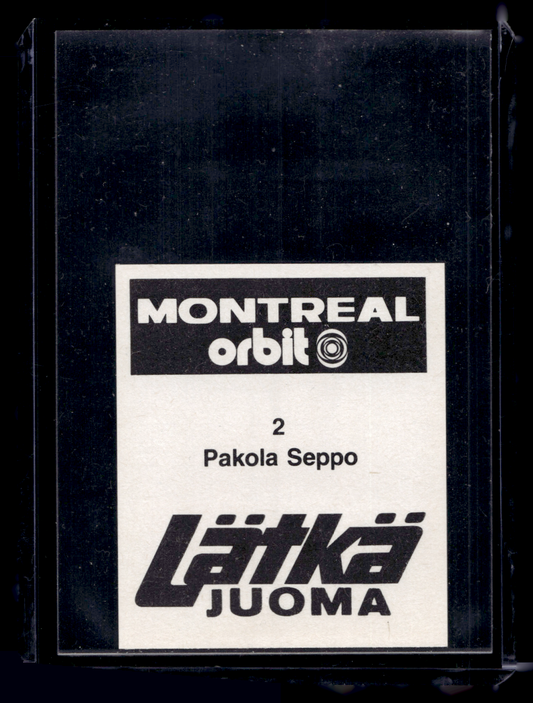 MONTREAL
orbit
2
Pakola Seppo
Lätkä
JUOMA